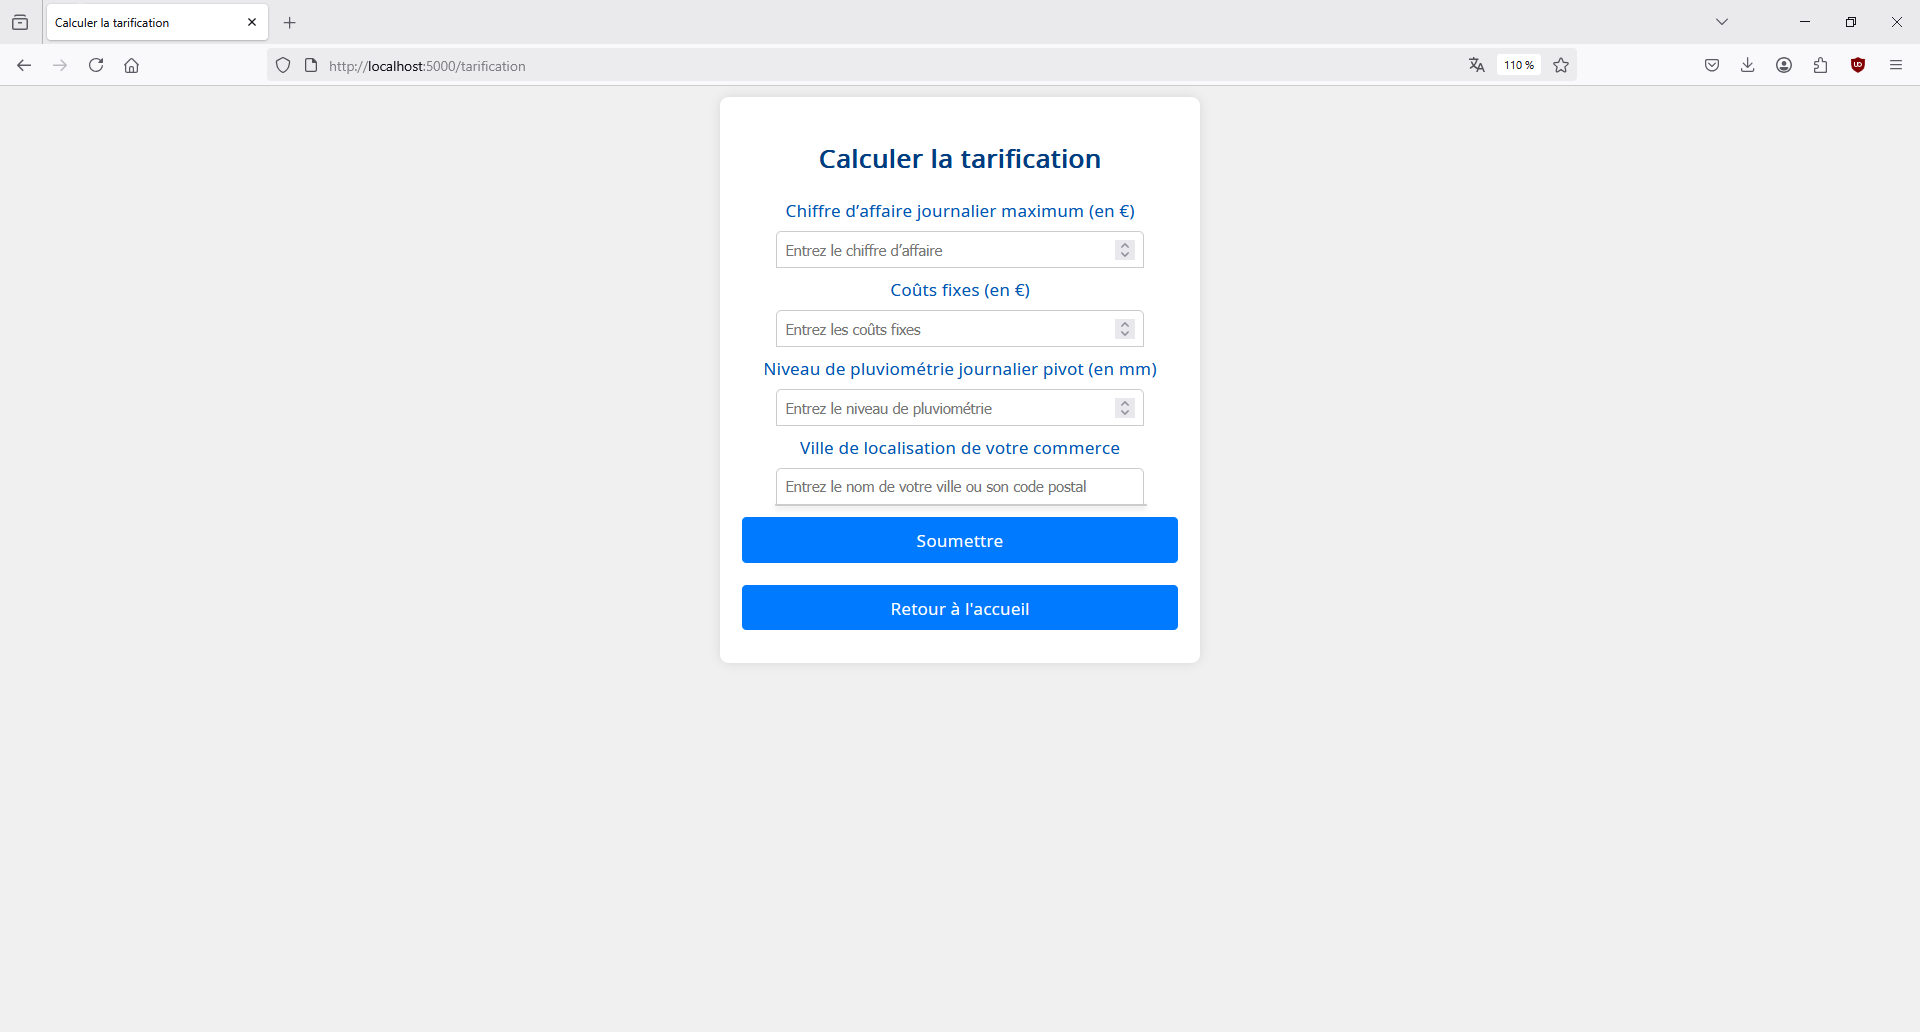 Calculer la tarification
http://localhost:5000/tarification
110 %
Calculer la tarification
Chiffre d’affaire journalier maximum (en €)
Entrez le chiffre d’affaire
Coûts fixes (en €)
Entrez les coûts fixes
Niveau de pluviométrie journalier pivot (en mm)
Entrez le niveau de pluviométrie
Ville de localisation de votre commerce
Entrez le nom de votre ville ou son code postal
Soumettre
Retour à l'accueil